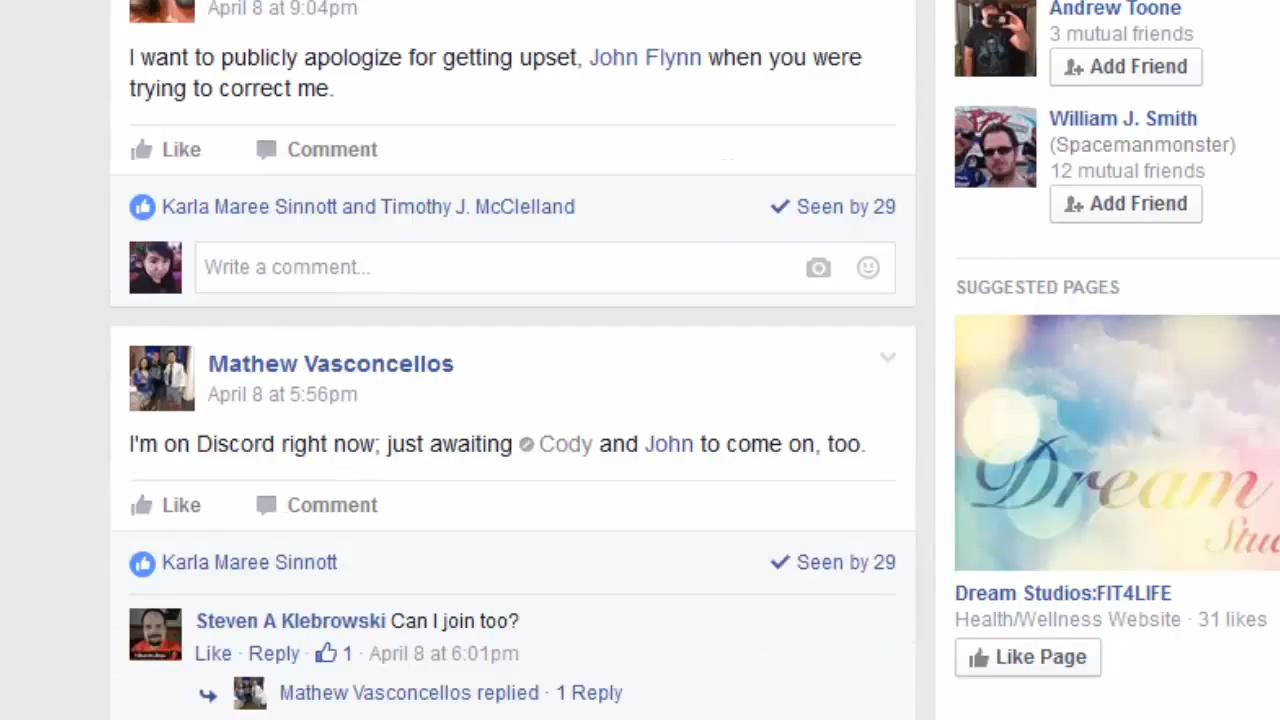 April 8 at 9:04pm
I want to publicly apologize for getting upset, John Flynn when you were
trying to correct me.
Like Comment
Karla Maree Sinnott and Timothy J. McClelland Seen by 29
Write a comment...
Mathew Vasconcellos
April 8 at 5:56pm
I'm on Discord right now; just awaiting Cody and John to come on, too.
Like Comment
Karla Maree Sinnott Seen by 29
Steven A Klebrowski Can I join too?
Like · Reply · 1 · April 8 at 6:01pm
Mathew Vasconcellos replied · 1 Reply
Andrew Toone
3 mutual friends
Add Friend
William J. Smith
(Spacemanmonster)
12 mutual friends
Add Friend
SUGGESTED PAGES
Dream
Dream Studios:FIT4LIFE
Health/Wellness Website · 31 likes
Like Page